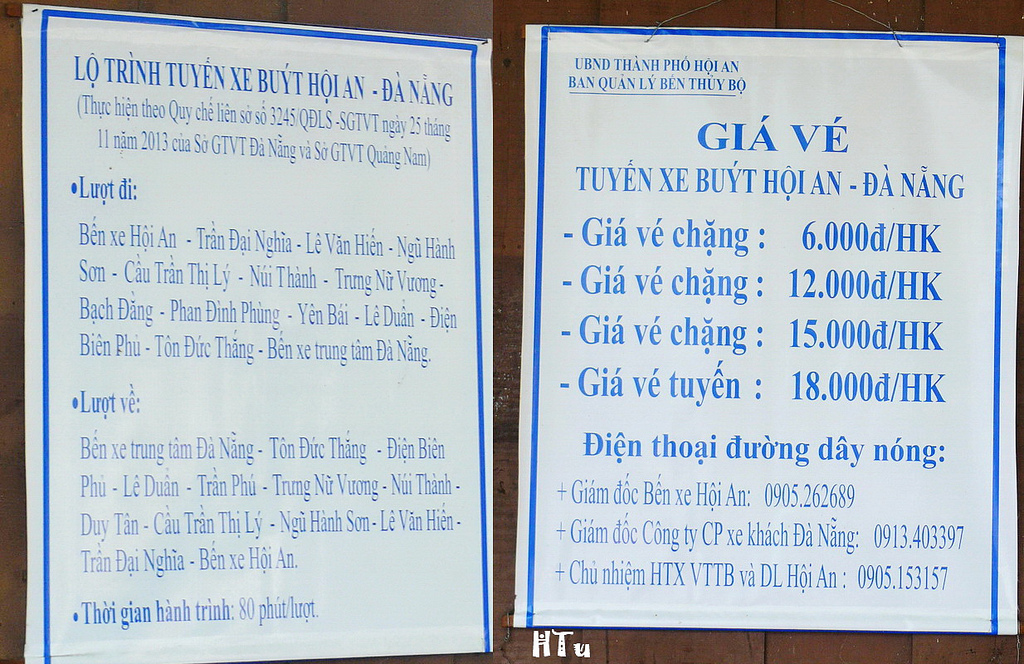 LỘ TRÌNH TUYẾN XE BUÝT HỘI AN - ĐÀ NẴNG
(Thực hiện theo Quy chế liên sở số 3245/QĐLS -SGTVT ngày 25 tháng
11 năm 2013 của Sở GTVT Đà Nẵng và Sở GTVT Quảng Nam)
•Lượt đi:
Bến xe Hội An - Trần Đại Nghĩa - Lê Văn Hiến - Ngũ Hành
Sơn - Cầu Trần Thị Lý - Núi Thành - Trưng Nữ Vương -
Bạch Đằng - Phan Đình Phùng - Yên Bái - Lê Duẩn - Điện
Biên Phủ - Tôn Đức Thắng - Bến xe trung tâm Đà Nẵng.
•Lượt về:
Bến xe trung tâm Đà Nẵng - Tôn Đức Thắng - Điện Biên
Phủ - Lê Duẩn - Trần Phú - Trưng Nữ Vương - Núi Thành -
Duy Tân - Cầu Trần Thị Lý - Ngũ Hành Sơn - Lê Văn Hiến -
Trần Đại Nghĩa - Bến xe Hội An.
•Thời gian hành trình: 80 phút/lượt.
UBND THÀNH PHỐ HỘI AN
BAN QUẢN LÝ BẾN THỦY BỘ
GIÁ VÉ
TUYẾN XE BUÝT HỘI AN - ĐÀ NẴNG
- Giá vé chặng : 6.000đ/HK
- Giá vé chặng : 12.000đ/HK
- Giá vé chặng : 15.000đ/HK
- Giá vé tuyến : 18.000đ/HK
Điện thoại đường dây nóng:
+ Giám đốc Bến xe Hội An: 0905.262689
+ Giám đốc Công ty CP xe khách Đà Nẵng: 0913.403397
+ Chủ nhiệm HTX VTTB và DL Hội An : 0905.153157
HTu